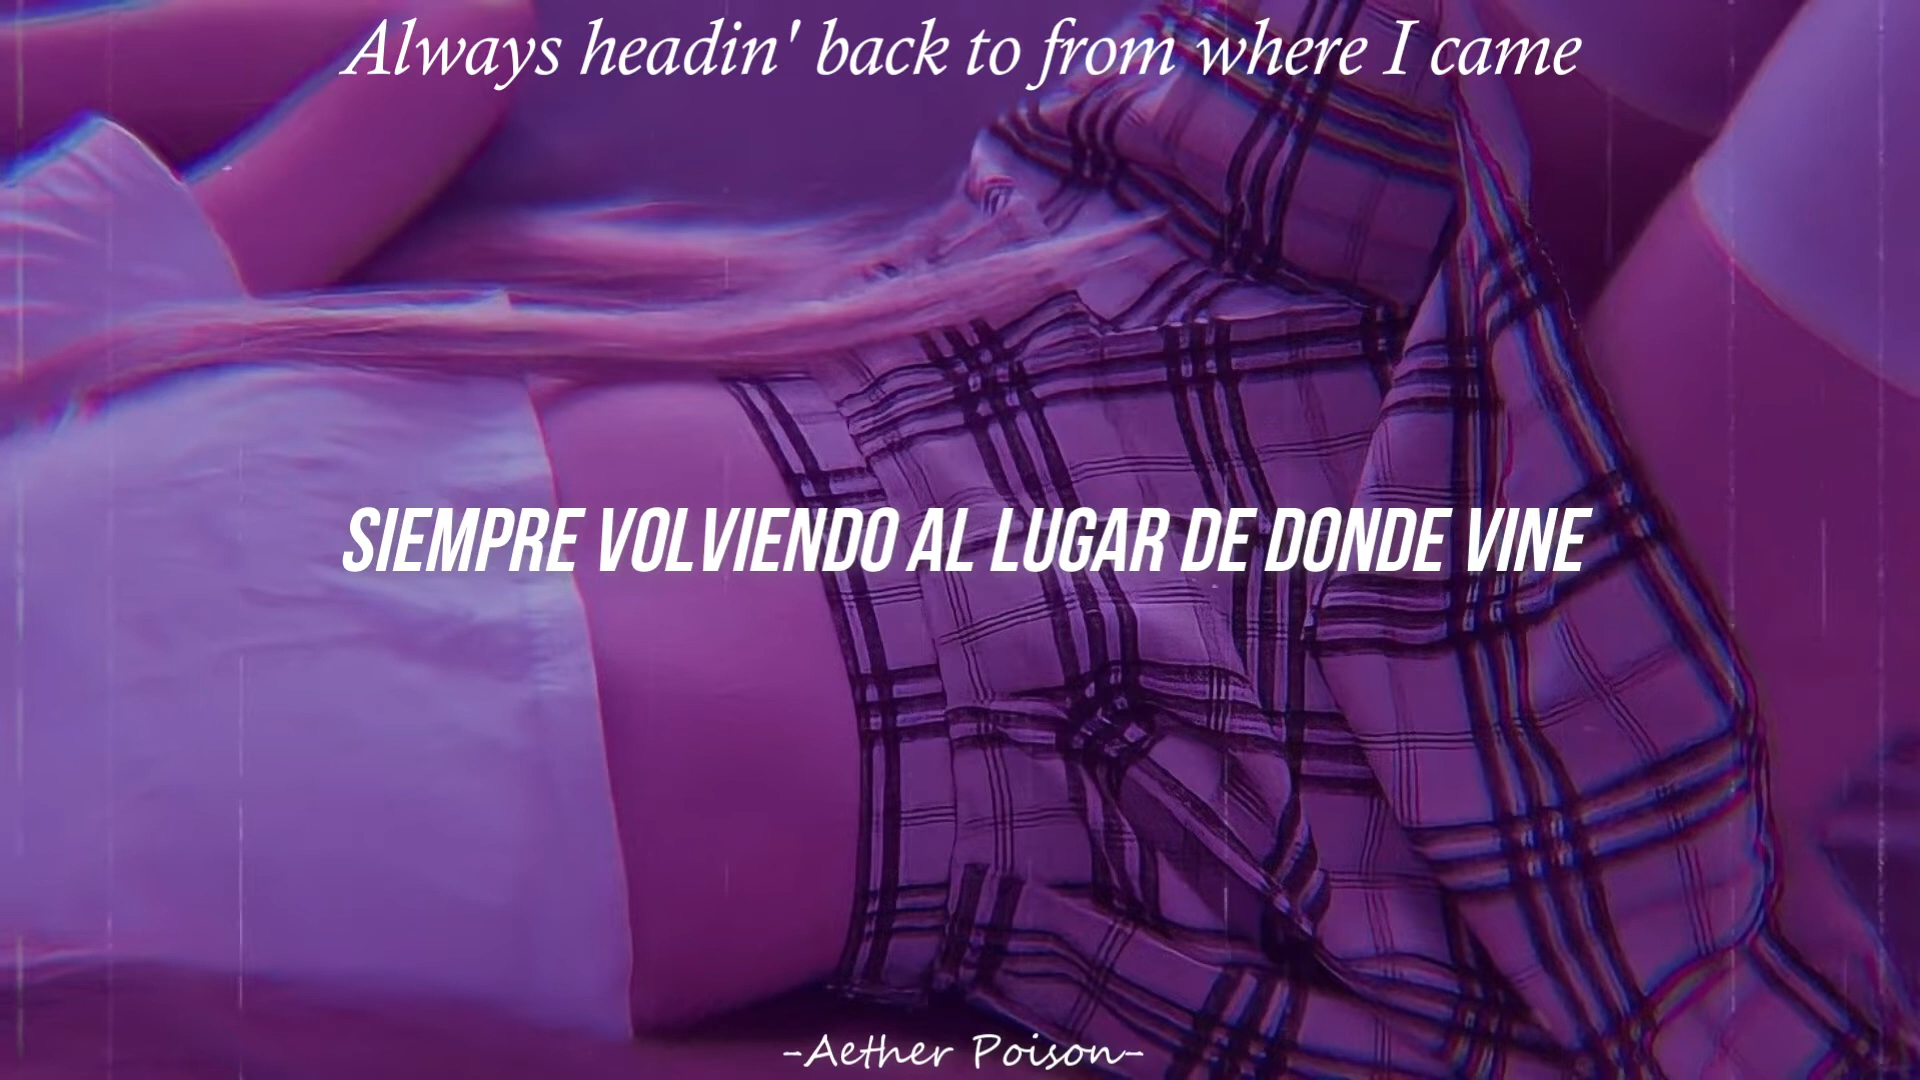 Always headin' back to from where I came
SIEMPRE VOLVIENDO AL LUGAR DE DONDE VINE
-Aether Poison-